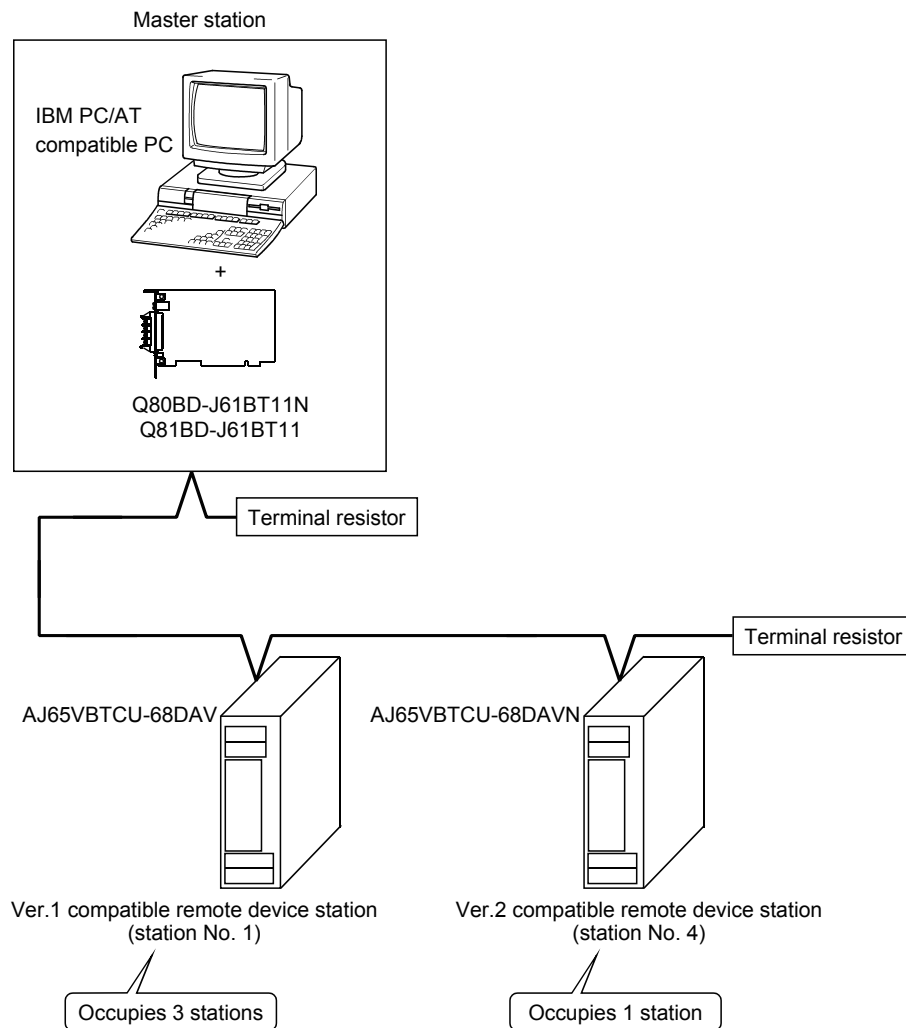 Master station
IBM PC/AT
compatible PC
+
Q80BD-J61BT11N
Q81BD-J61BT11
Terminal resistor
Terminal resistor
AJ65VBTCU-68DAV
AJ65VBTCU-68DAVN
Ver.1 compatible remote device station
(station No. 1)
Ver.2 compatible remote device station
(station No. 4)
Occupies 3 stations
Occupies 1 station